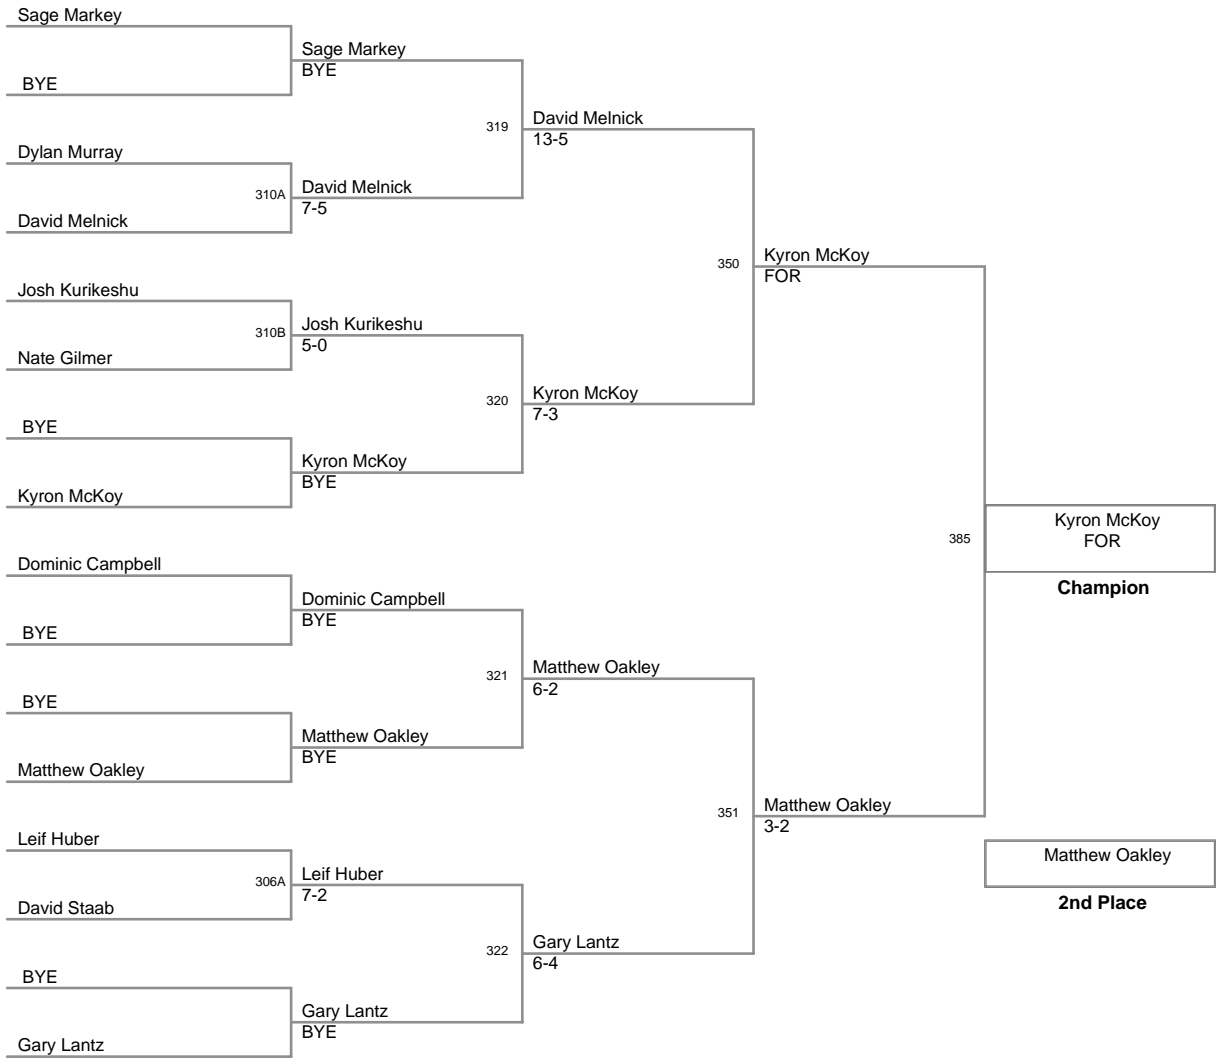 Sage Markey
BYE
Dylan Murray
David Melnick
Josh Kurikeshu
Nate Gilmer
BYE
Kyron McKoy
Dominic Campbell
BYE
BYE
Matthew Oakley
Leif Huber
David Staab
BYE
Gary Lantz
Sage Markey
BYE
310A
David Melnick
7-5
310B
Josh Kurikeshu
5-0
Kyron McKoy
BYE
Dominic Campbell
BYE
Matthew Oakley
BYE
306A
Leif Huber
7-2
Gary Lantz
BYE
319
David Melnick
13-5
320
Kyron McKoy
7-3
321
Matthew Oakley
6-2
322
Gary Lantz
6-4
350
Kyron McKoy
FOR
351
Matthew Oakley
3-2
385
Kyron McKoy
FOR
Champion
Matthew Oakley
2nd Place